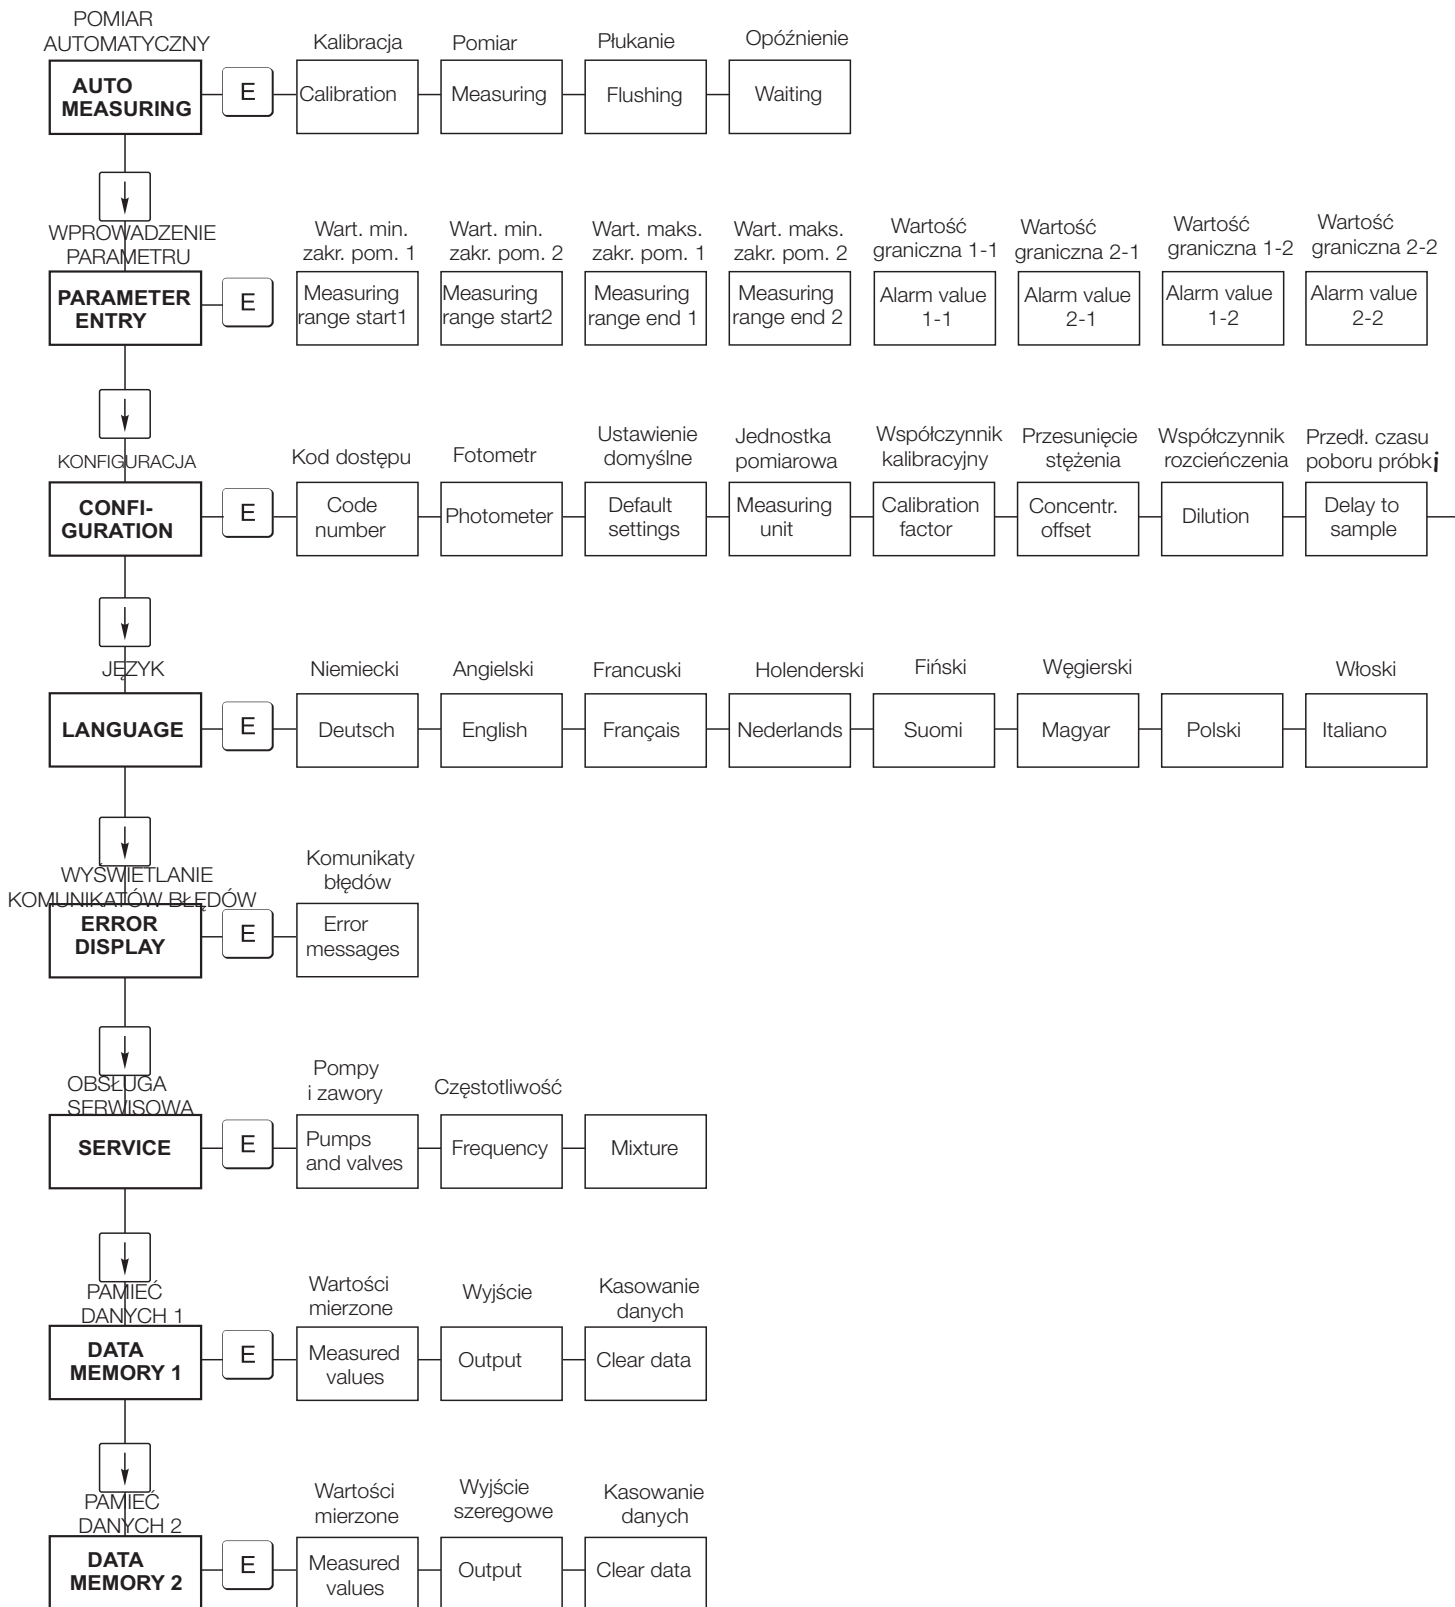 POMIAR
AUTOMATYCZNY
Kalibracja
Pomiar
Płukanie
Opóźnienie
AUTO
MEASURING
E
Calibration
Measuring
Flushing
Waiting
WPROWADZENIE
PARAMETRU
Wart. min.
zakr. pom. 1
Wart. min.
zakr. pom. 2
Wart. maks.
zakr. pom. 1
Wart. maks.
zakr. pom. 2
Wartość
graniczna 1-1
Wartość
graniczna 2-1
Wartość
graniczna 1-2
Wartość
graniczna 2-2
PARAMETER
ENTRY
E
Measuring
range start1
Measuring
range start2
Measuring
range end 1
Measuring
range end 2
Alarm value
1-1
Alarm value
2-1
Alarm value
1-2
Alarm value
2-2
KONFIGURACJA
Kod dostępu
Fotometr
Ustawienie
domyślne
Jednostka
pomiarowa
Współczynnik
kalibracyjny
Przesunięcie
stężenia
Współczynnik
rozcieńczenia
Przedł. czasu
poboru próbki
CONFI-
GURATION
E
Code
number
Photometer
Default
settings
Measuring
unit
Calibration
factor
Concentr.
offset
Dilution
Delay to
sample
JĘZYK
Niemiecki
Angielski
Francuski
Holenderski
Fiński
Węgierski
Włoski
LANGUAGE
E
Deutsch
English
Français
Nederlands
Suomi
Magyar
Polski
Italiano
WYŚWIETLANIE
KOMUNIKATÓW BŁĘDÓW
Komunikaty
błędów
ERROR
DISPLAY
E
Error
messages
OBSŁUGA
SERWISOWA
Pompy
i zawory
Częstotliwość
SERVICE
E
Pumps
and valves
Frequency
Mixture
PAMIEĆ
DANYCH 1
Wartości
mierzone
Wyjście
Kasowanie
danych
DATA
MEMORY 1
E
Measured
values
Output
Clear data
PAMIEĆ
DANYCH 2
Wartości
mierzone
Wyjście
szeregowe
Kasowanie
danych
DATA
MEMORY 2
E
Measured
values
Output
Clear data